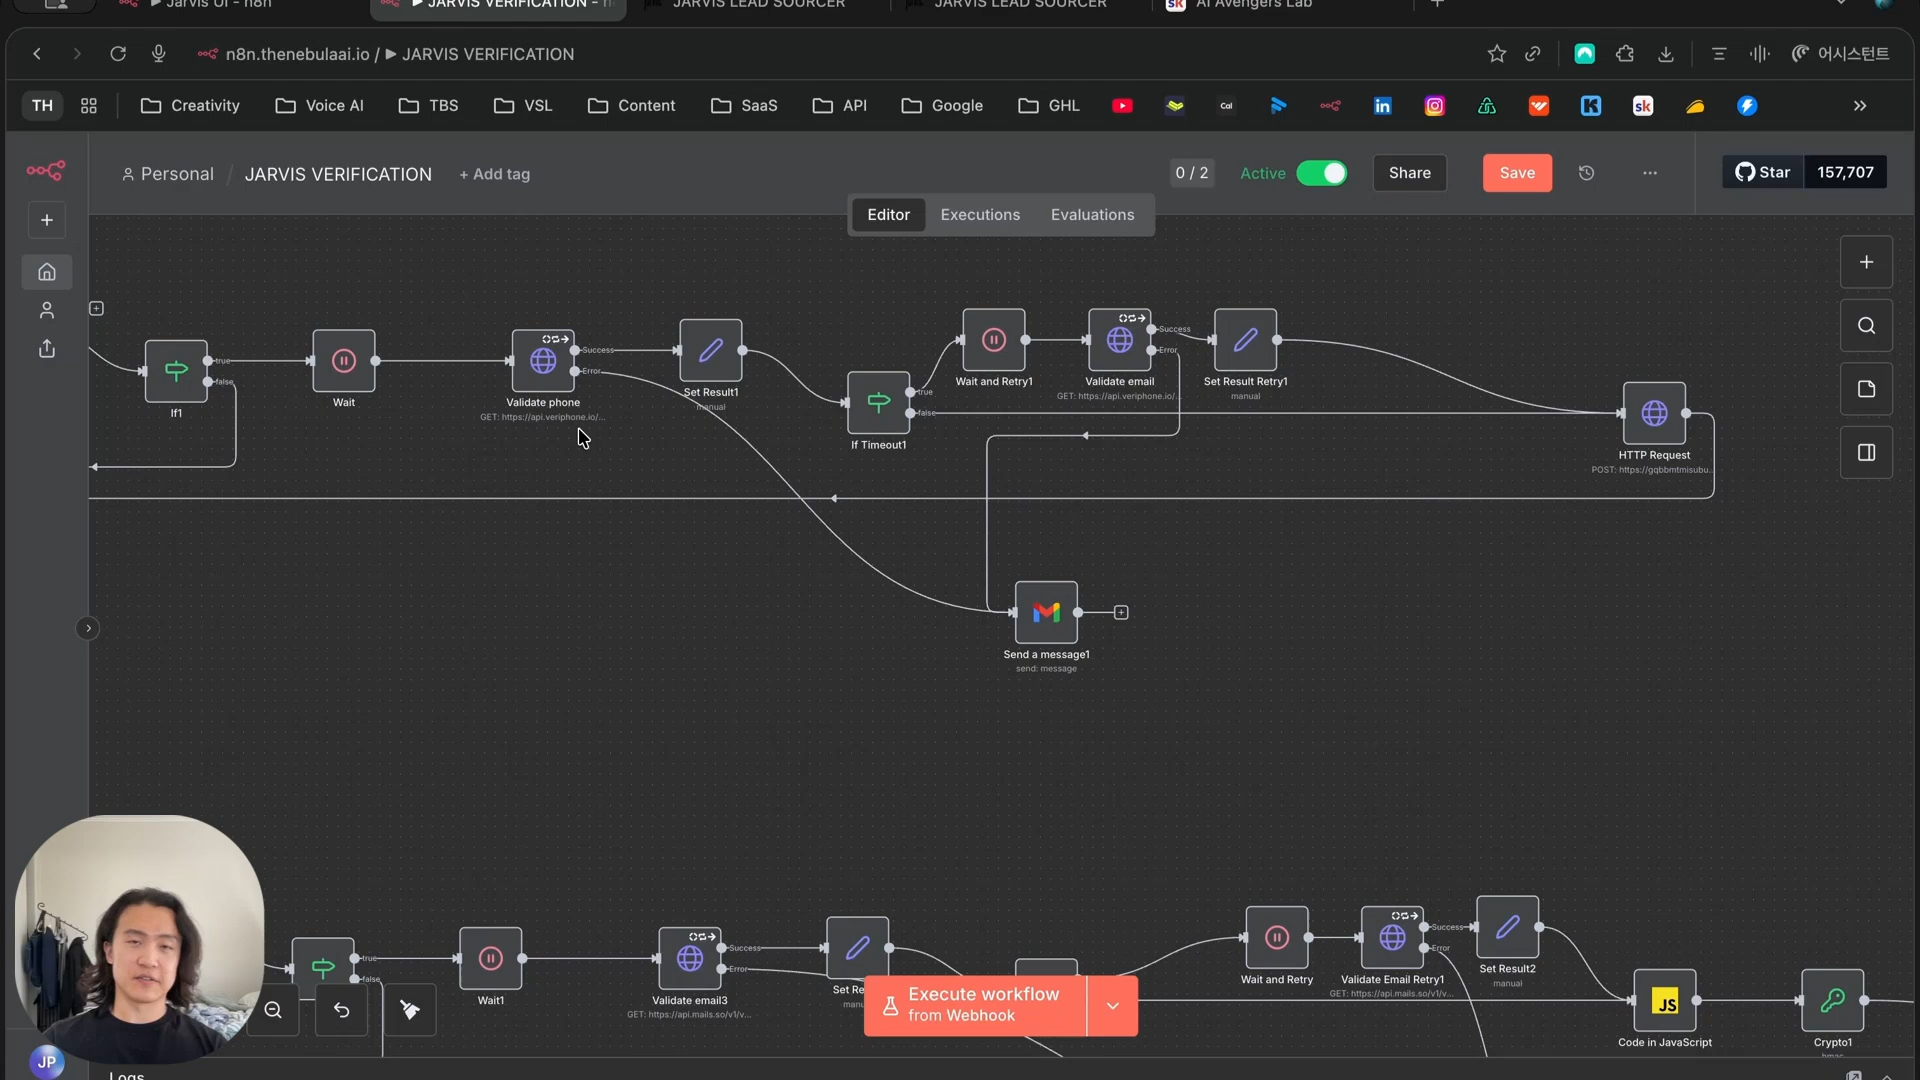 Jarvis UI - n8n
JARVIS VERIFICATION - n
JARVIS LEAD SOURCER
JARVIS LEAD SOURCER
AI Avengers Lab
n8n.thenebulaai.io / ▶ JARVIS VERIFICATION
어시스턴트
TH
Creativity
Voice AI
TBS
VSL
Content
SaaS
API
Google
GHL
Personal / JARVIS VERIFICATION + Add tag
0 / 2
Active
Share
Save
Star
157,707
Editor
Executions
Evaluations
If1
true
false
Wait
Validate phone
GET: https://api.veriphone.io/...
Success
Error
Set Result1
manual
If Timeout1
true
false
Wait and Retry1
Validate email
GET: https://api.veriphone.io/...
Success
Error
Set Result Retry1
manual
HTTP Request
POST: https://gqbbmtmisubu...
Send a message1
send: message
true
false
Wait1
Validate email3
GET: https://api.mails.so/v1/v...
Success
Error
Set Re
manu
Wait and Retry
Validate Email Retry1
GET: https://api.mails.so/v1/v...
Success
Error
Set Result2
manual
JS
Code in JavaScript
Crypto1
hmac
Execute workflow
from Webhook
JP
Logs